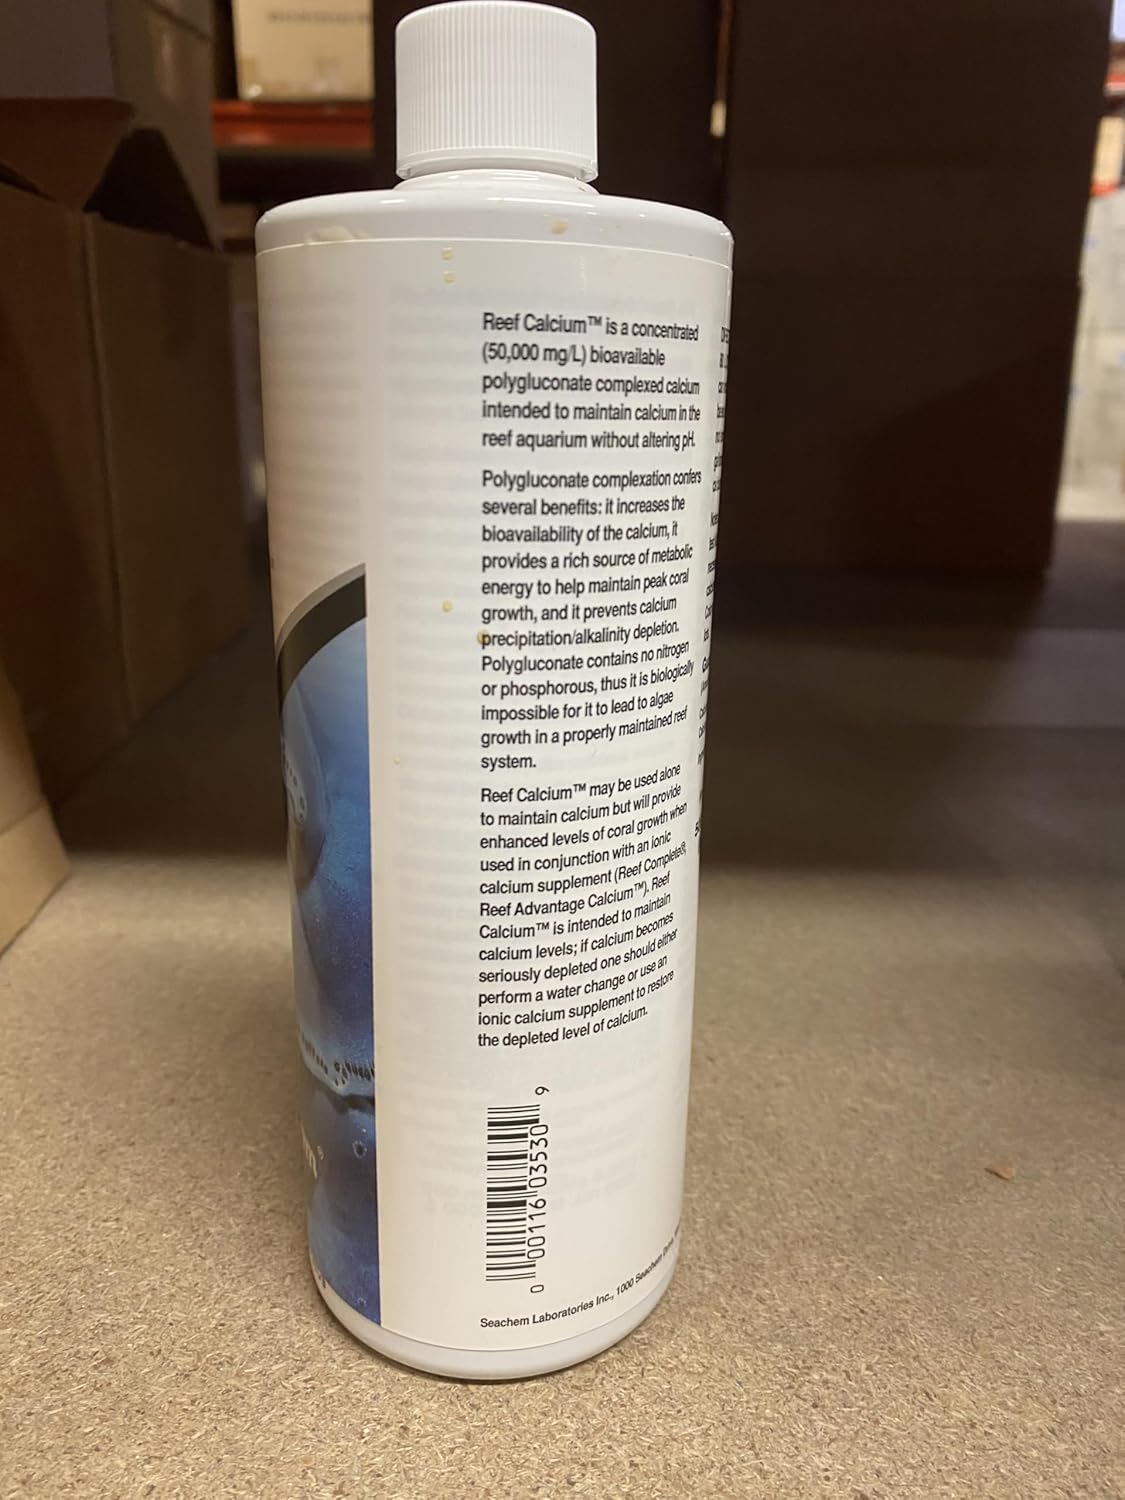 Reef Calcium™ is a concentrated
(50,000 mg/L) bioavailable
polygluconate complexed calcium
intended to maintain calcium in the
reef aquarium without altering pH.
Polygluconate complexation confers
several benefits: it increases the
bioavailability of the calcium, it
provides a rich source of metabolic
energy to help maintain peak coral
growth, and it prevents calcium
precipitation/alkalinity depletion.
Polygluconate contains no nitrogen
or phosphorous, thus it is biologically
impossible for it to lead to algae
growth in a properly maintained reef
system.
Reef Calcium™ may be used alone
to maintain calcium but will provide
enhanced levels of coral growth when
used in conjunction with an ionic
calcium supplement (Reef Complete®,
Reef Advantage Calcium™). Reef
Calcium™ is intended to maintain
calcium levels; if calcium becomes
seriously depleted one should either
perform a water change or use an
ionic calcium supplement to restore
the depleted level of calcium.
0 00116 03530 9
Seachem Laboratories Inc., 1000 Seachem Drive,